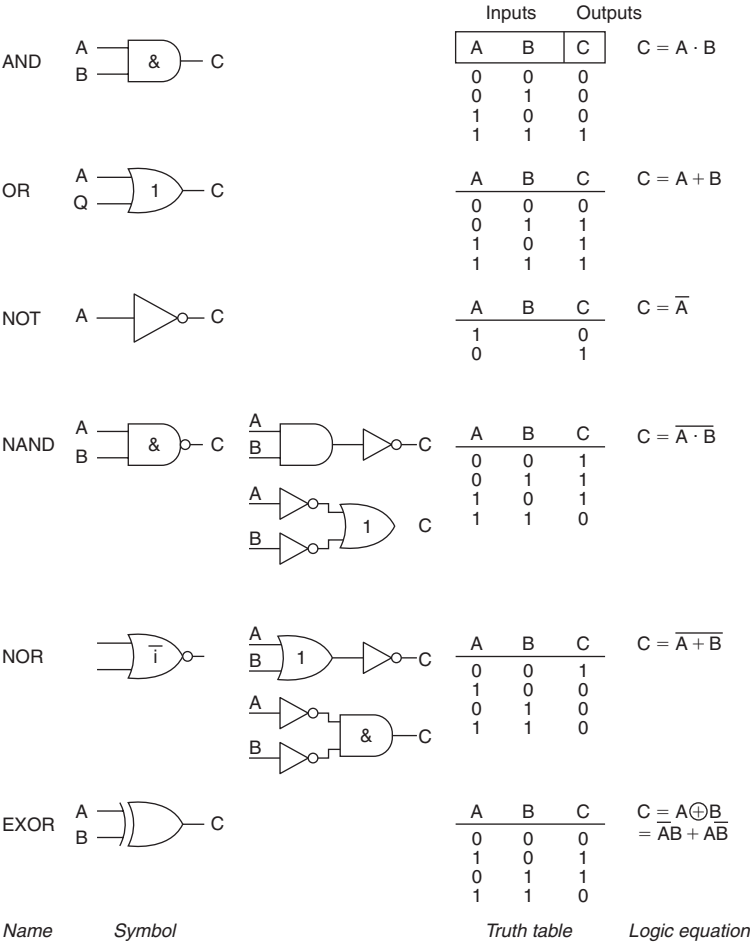 Inputs Outputs
AND A B & C A B C C = A · B
0 0 0
0 1 0
1 0 0
1 1 1
OR A Q 1 C A B C C = A + B
0 0 0
0 1 1
1 0 1
1 1 1
NOT A C A B C C = A̅
1 0
0 1
NAND A B & C A B C A B C C = A̅ ̅·̅ ̅B̅
A B 1 C
0 0 1
0 1 1
1 0 1
1 1 0
NOR i̅ A B 1 C A B C C = A̅ ̅+̅ ̅B̅
A B & C
0 0 1
1 0 0
0 1 0
1 1 0
EXOR A B C A B C C = A⊕B
= A̅B + AB̅
0 0 0
1 0 1
0 1 1
1 1 0
Name Symbol Truth table Logic equation